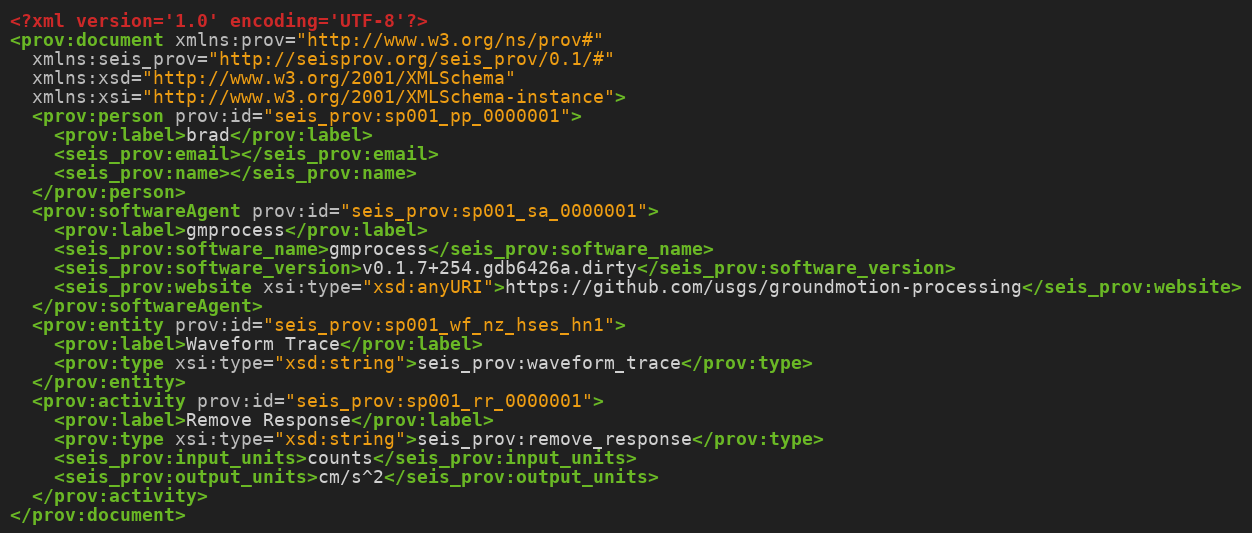 <?xml version='1.0' encoding='UTF-8'?>
<prov:document xmlns:prov="http://www.w3.org/ns/prov#"
  xmlns:seis_prov="http://seisprov.org/seis_prov/0.1/#"
  xmlns:xsd="http://www.w3.org/2001/XMLSchema"
  xmlns:xsi="http://www.w3.org/2001/XMLSchema-instance">
  <prov:person prov:id="seis_prov:sp001_pp_0000001">
    <prov:label>brad</prov:label>
    <seis_prov:email></seis_prov:email>
    <seis_prov:name></seis_prov:name>
  </prov:person>
  <prov:softwareAgent prov:id="seis_prov:sp001_sa_0000001">
    <prov:label>gmprocess</prov:label>
    <seis_prov:software_name>gmprocess</seis_prov:software_name>
    <seis_prov:software_version>v0.1.7+254.gdb6426a.dirty</seis_prov:software_version>
    <seis_prov:website xsi:type="xsd:anyURI">https://github.com/usgs/groundmotion-processing</seis_prov:website>
  </prov:softwareAgent>
  <prov:entity prov:id="seis_prov:sp001_wf_nz_hses_hn1">
    <prov:label>Waveform Trace</prov:label>
    <prov:type xsi:type="xsd:string">seis_prov:waveform_trace</prov:type>
  </prov:entity>
  <prov:activity prov:id="seis_prov:sp001_rr_0000001">
    <prov:label>Remove Response</prov:label>
    <prov:type xsi:type="xsd:string">seis_prov:remove_response</prov:type>
    <seis_prov:input_units>counts</seis_prov:input_units>
    <seis_prov:output_units>cm/s^2</seis_prov:output_units>
  </prov:activity>
</prov:document>